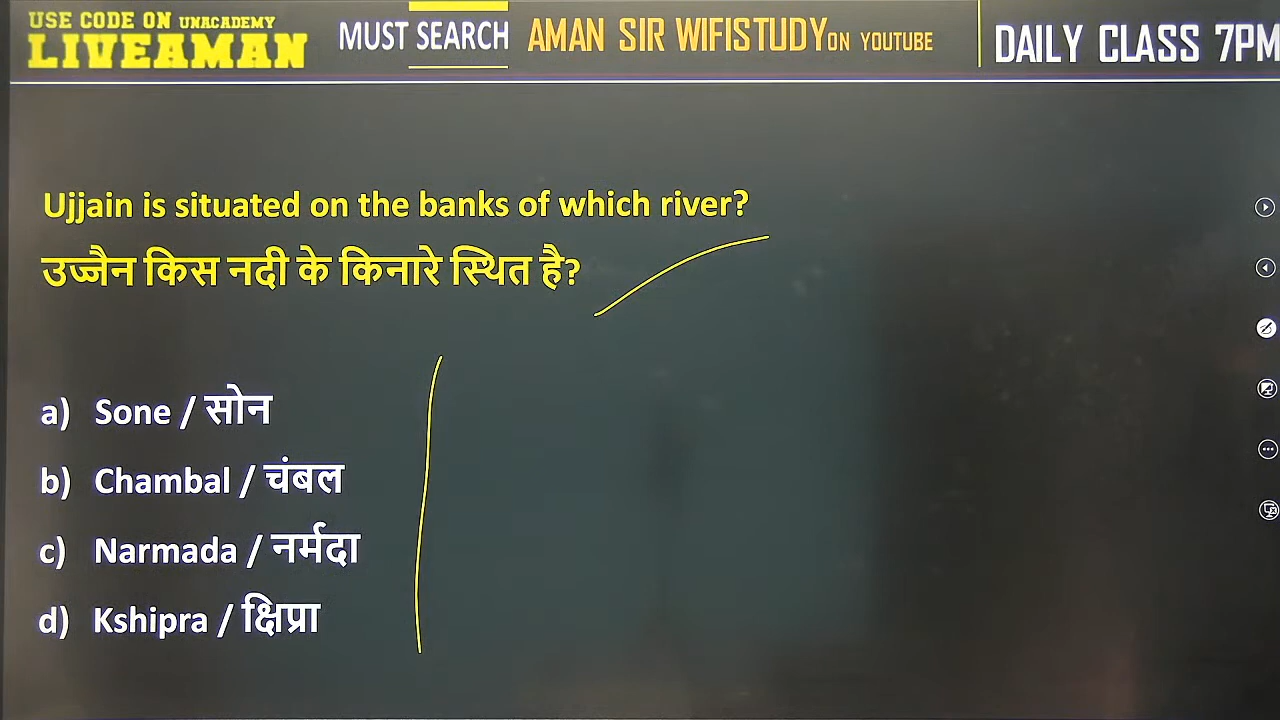 USE CODE ON UNACADEMY
LIVEAMAN
MUST SEARCH AMAN SIR WIFISTUDY ON YOUTUBE
DAILY CLASS 7PM
Ujjain is situated on the banks of which river?
उज्जैन किस नदी के किनारे स्थित है?
a) Sone / सोन
b) Chambal / चंबल
c) Narmada / नर्मदा
d) Kshipra / क्षिप्रा